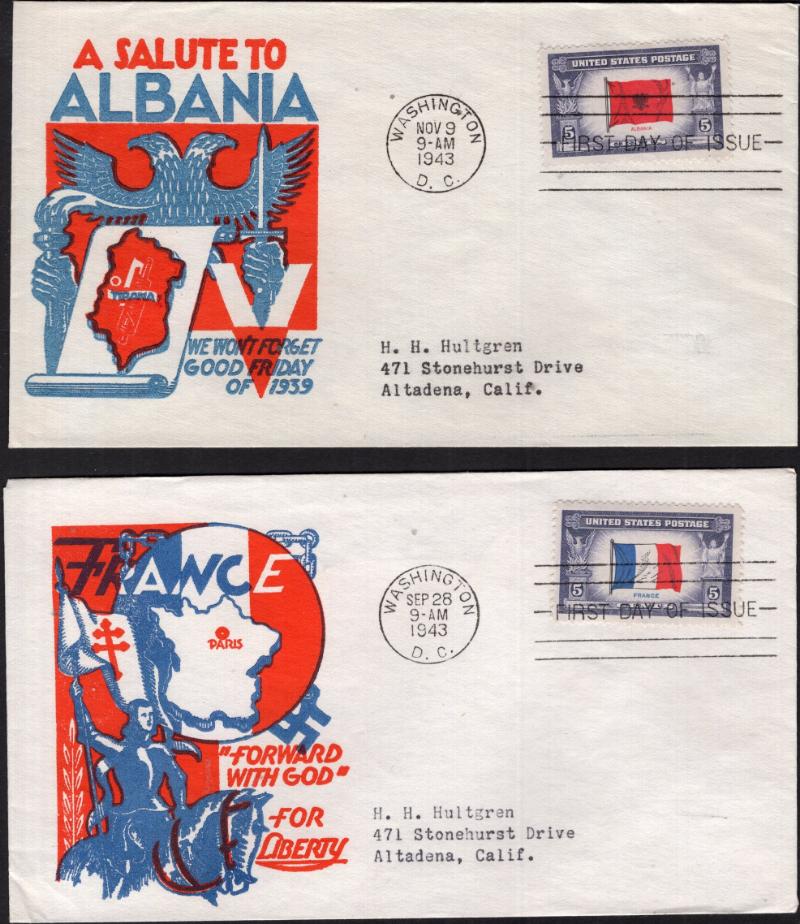 A SALUTE TO
ALBANIA
TIRANA
V
WE WON'T FORGET
GOOD FRIDAY
OF 1939
WASHINGTON
NOV 9
9-AM
1943
D. C.
UNITED STATES POSTAGE
ALBANIA
5 5
FIRST DAY OF ISSUE
H. H. Hultgren
471 Stonehurst Drive
Altadena, Calif.
FRANCE
PARIS
"FORWARD
WITH GOD"
FOR
LIBERTY
WASHINGTON
SEP 28
9-AM
1943
D. C.
UNITED STATES POSTAGE
FRANCE
5 5
FIRST DAY OF ISSUE
H. H. Hultgren
471 Stonehurst Drive
Altadena, Calif.